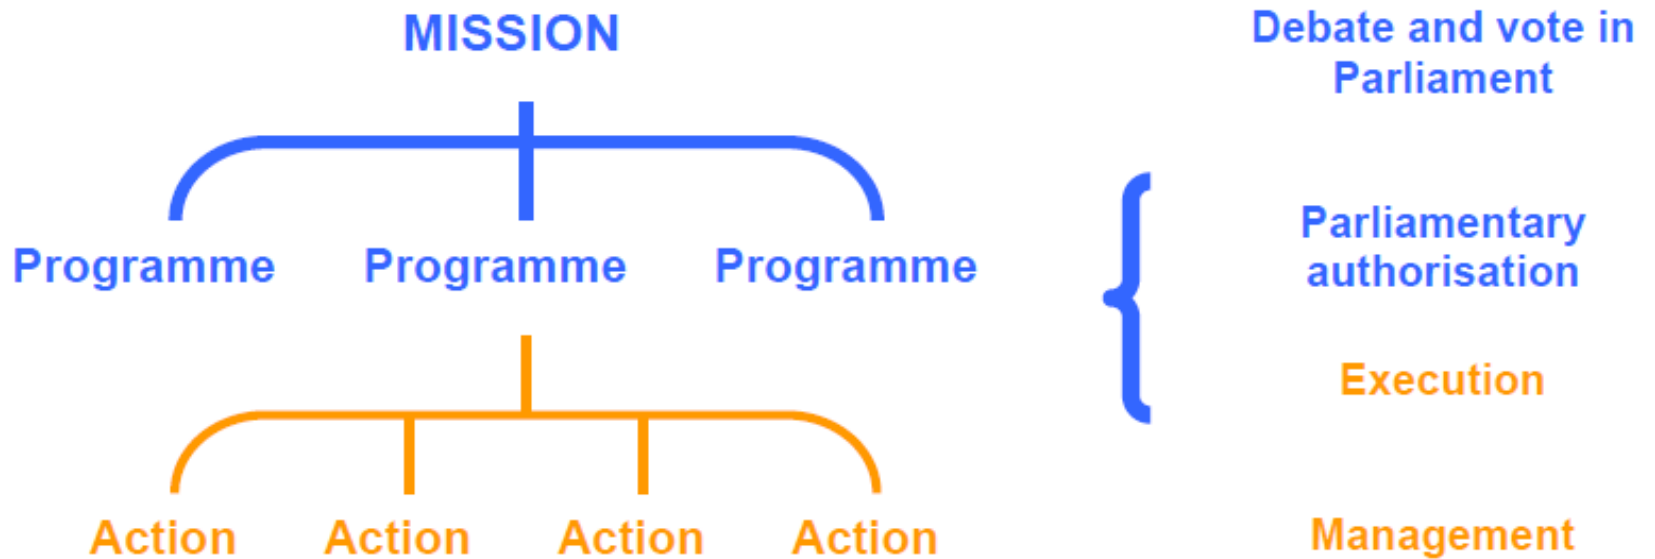 MISSION
Debate and vote in
Parliament
Programme Programme Programme
Parliamentary
authorisation
Execution
Action Action Action Action
Management